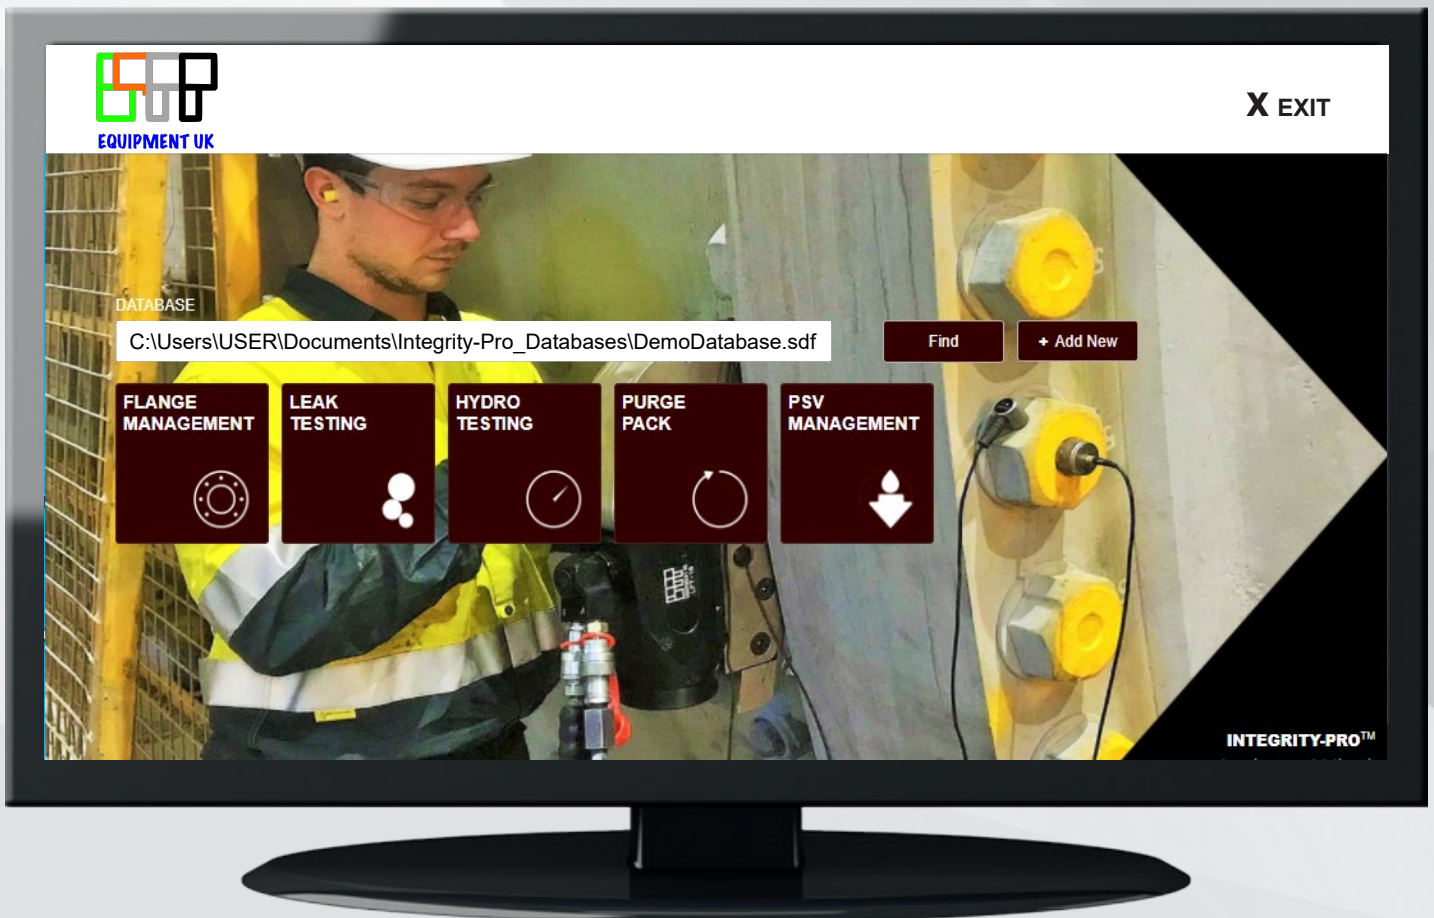 EQUIPMENT UK
X EXIT
DATABASE
C:\Users\USER\Documents\Integrity-Pro_Databases\DemoDatabase.sdf
Find
+ Add New
FLANGE
MANAGEMENT
LEAK
TESTING
HYDRO
TESTING
PURGE
PACK
PSV
MANAGEMENT
INTEGRITY-PRO™